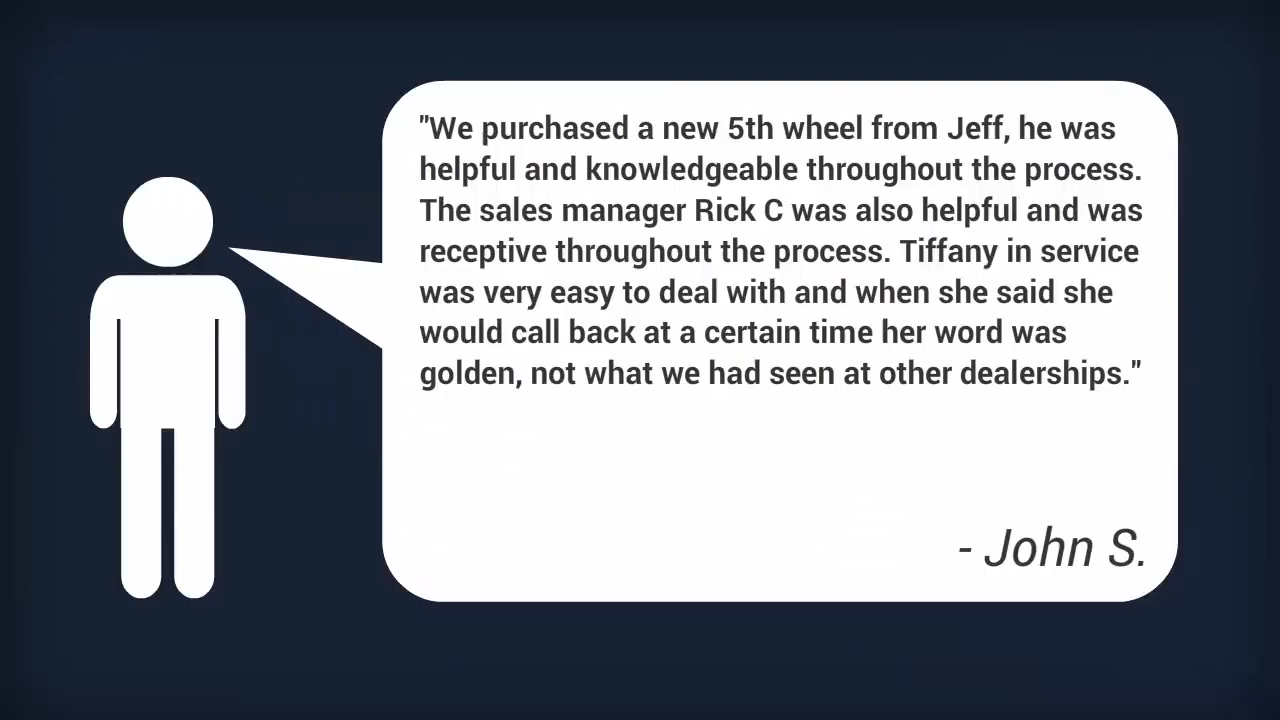 "We purchased a new 5th wheel from Jeff, he was
helpful and knowledgeable throughout the process.
The sales manager Rick C was also helpful and was
receptive throughout the process. Tiffany in service
was very easy to deal with and when she said she
would call back at a certain time her word was
golden, not what we had seen at other dealerships."
- John S.